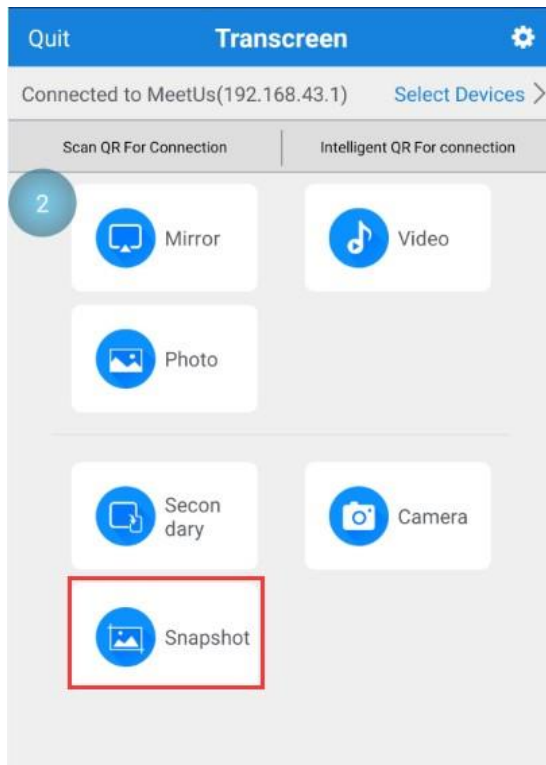 Quit Transcreen
Connected to MeetUs(192.168.43.1) Select Devices >
Scan QR For Connection Intelligent QR For connection
2
Mirror Video
Photo
Secon
dary
Camera
Snapshot